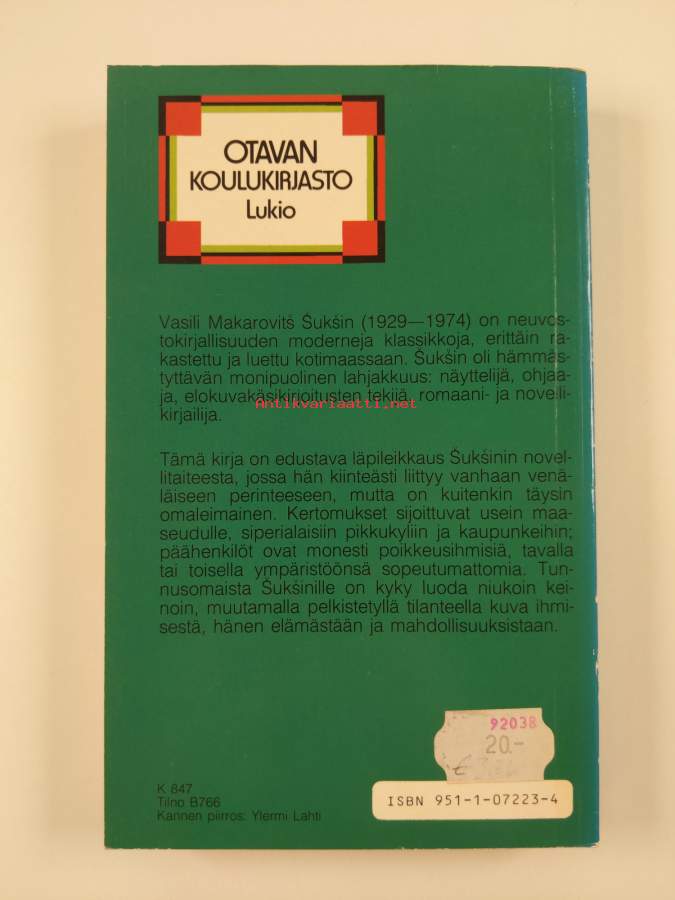 OTAVAN
KOULUKIRJASTO
Lukio
Vasili Makarovitš Šukšin (1929—1974) on neuvos-
tokirjallisuuden moderneja klassikkoja, erittäin ra-
kastettu ja luettu kotimaassaan. Šukšin oli hämmäs-
tyttävän monipuolinen lahjakkuus: näyttelijä, ohjaa-
ja, elokuvakäsikirjoitusten tekijä, romaani- ja novelli-
kirjailija.
Antikvariaatti.net
Tämä kirja on edustava läpileikkaus Šukšinin novel-
litaiteesta, jossa hän kiinteästi liittyy vanhaan venä-
läiseen perinteeseen, mutta on kuitenkin täysin
omaleimainen. Kertomukset sijoittuvat usein maa-
seudulle, siperialaisiin pikkukyliin ja kaupunkeihin;
päähenkilöt ovat monesti poikkeusihmisiä, tavalla
tai toisella ympäristöönsä sopeutumattomia. Tun-
nusomaista Šukšinille on kyky luoda niukoin kei-
noin, muutamalla pelkistetyllä tilanteella kuva ihmi-
sestä, hänen elämästään ja mahdollisuuksistaan.
92038
20.-
K 847
Tilno B766
Kannen piirros: Ylermi Lahti
ISBN 951-1-07223-4